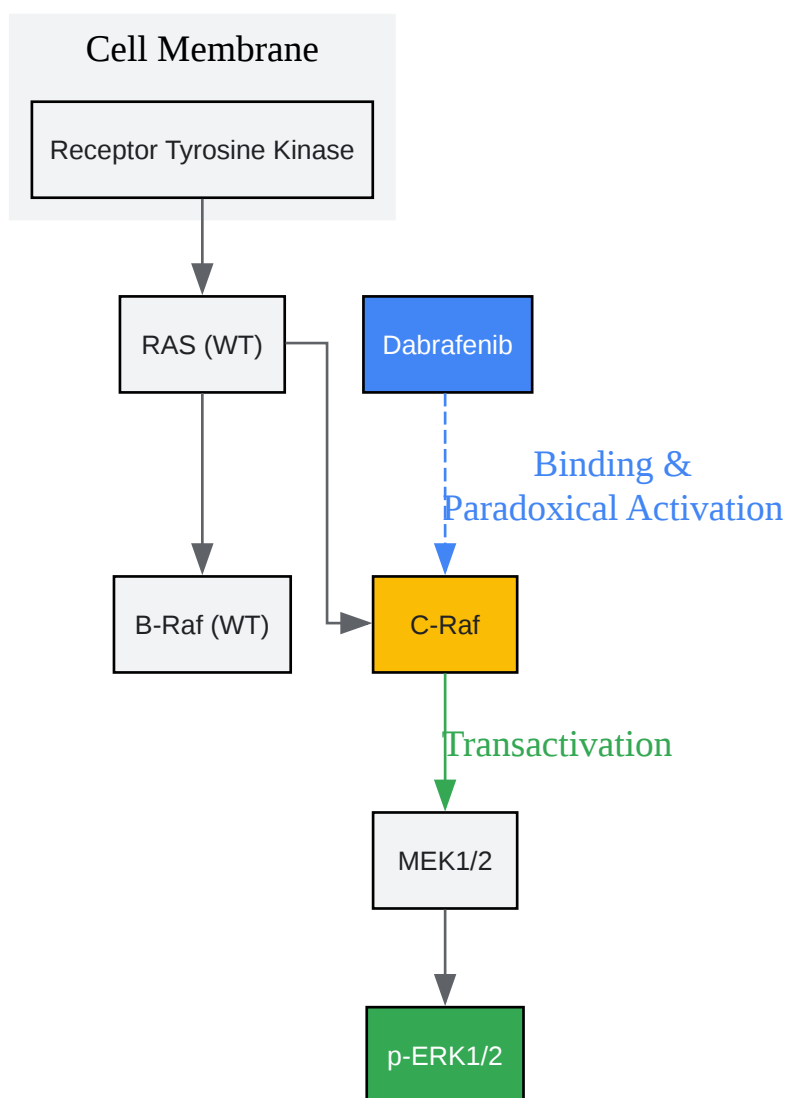 Cell Membrane
Receptor Tyrosine Kinase
RAS (WT)
Dabrafenib
Binding &
Paradoxical Activation
B-Raf (WT)
C-Raf
Transactivation
MEK1/2
p-ERK1/2